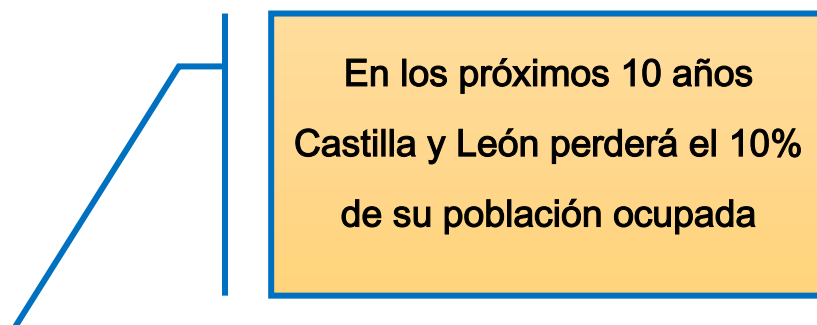 En los próximos 10 años
Castilla y León perderá el 10%
de su población ocupada